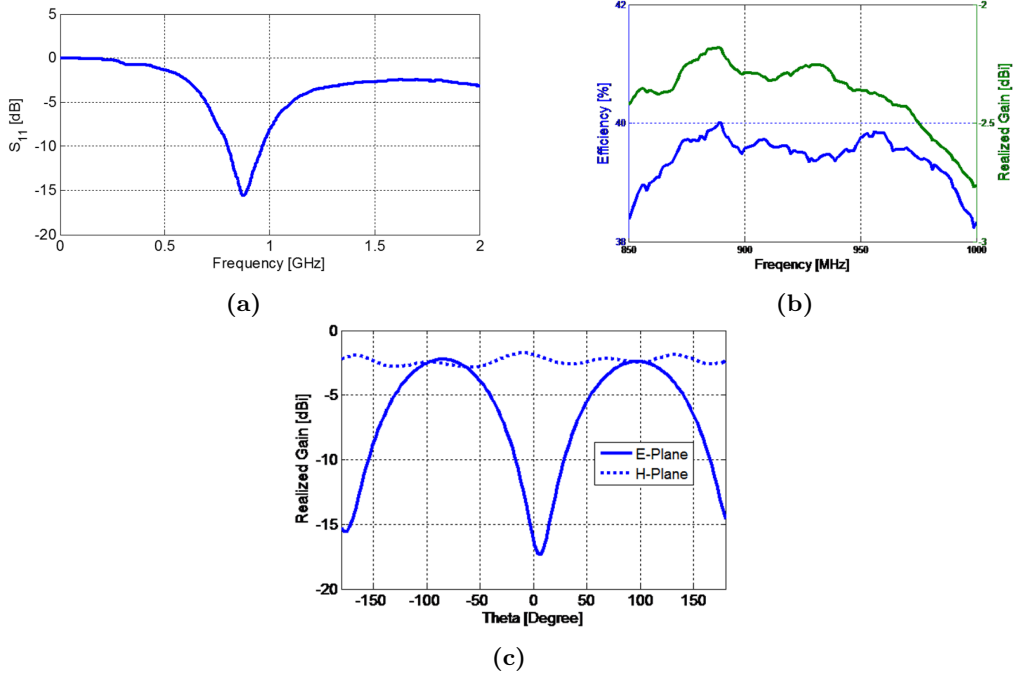 5
0
-5
-10
-15
-20
S11 [dB]
0 0.5 1 1.5 2
Frequency [GHz]
(a)
42
40
38
Efficiency [%]
-2
-2.5
-3
Realized Gain [dBi]
850 900 950 1000
Freqency [MHz]
(b)
0
-5
-10
-15
-20
Realized Gain [dBi]
E-Plane
H-Plane
-150 -100 -50 0 50 100 150
Theta [Degree]
(c)